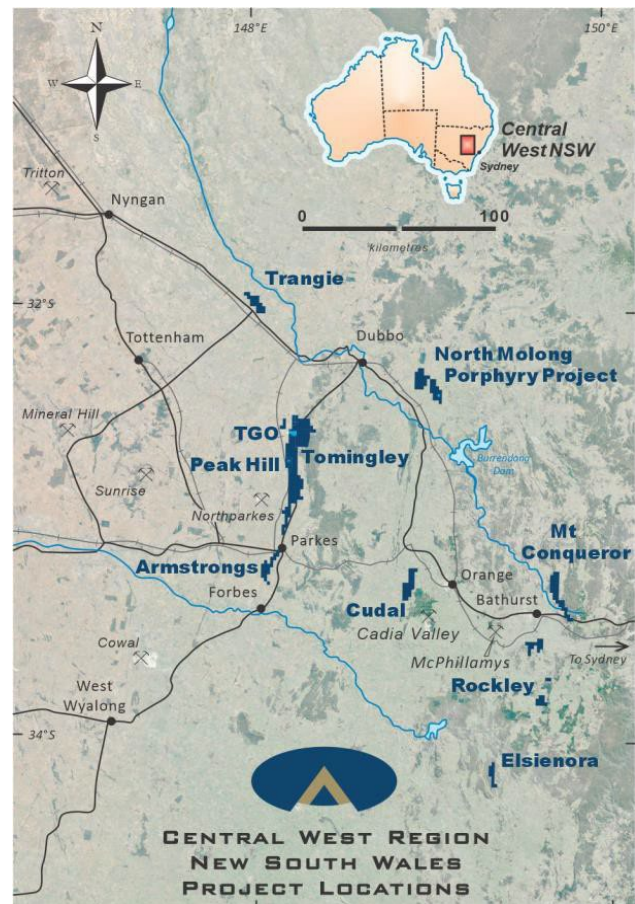 148°E
150°E
N
W
E
S
Central
West NSW
Sydney
0
100
kilometres
Tritton
Nyngan
Trangie
32°S
Tottenham
Dubbo
North Molong
Porphyry Project
Mineral Hill
TGO
Tomingley
Peak Hill
Burrendong
Dam
Sunrise
Northparkes
Parkes
Mt
Conqueror
Armstrongs
Forbes
Orange
Bathurst
Cudal
Cadia Valley
McPhillamys
To Sydney
Cowal
West
Wyalong
Rockley
34°S
Elsienora
CENTRAL WEST REGION
NEW SOUTH WALES
PROJECT LOCATIONS